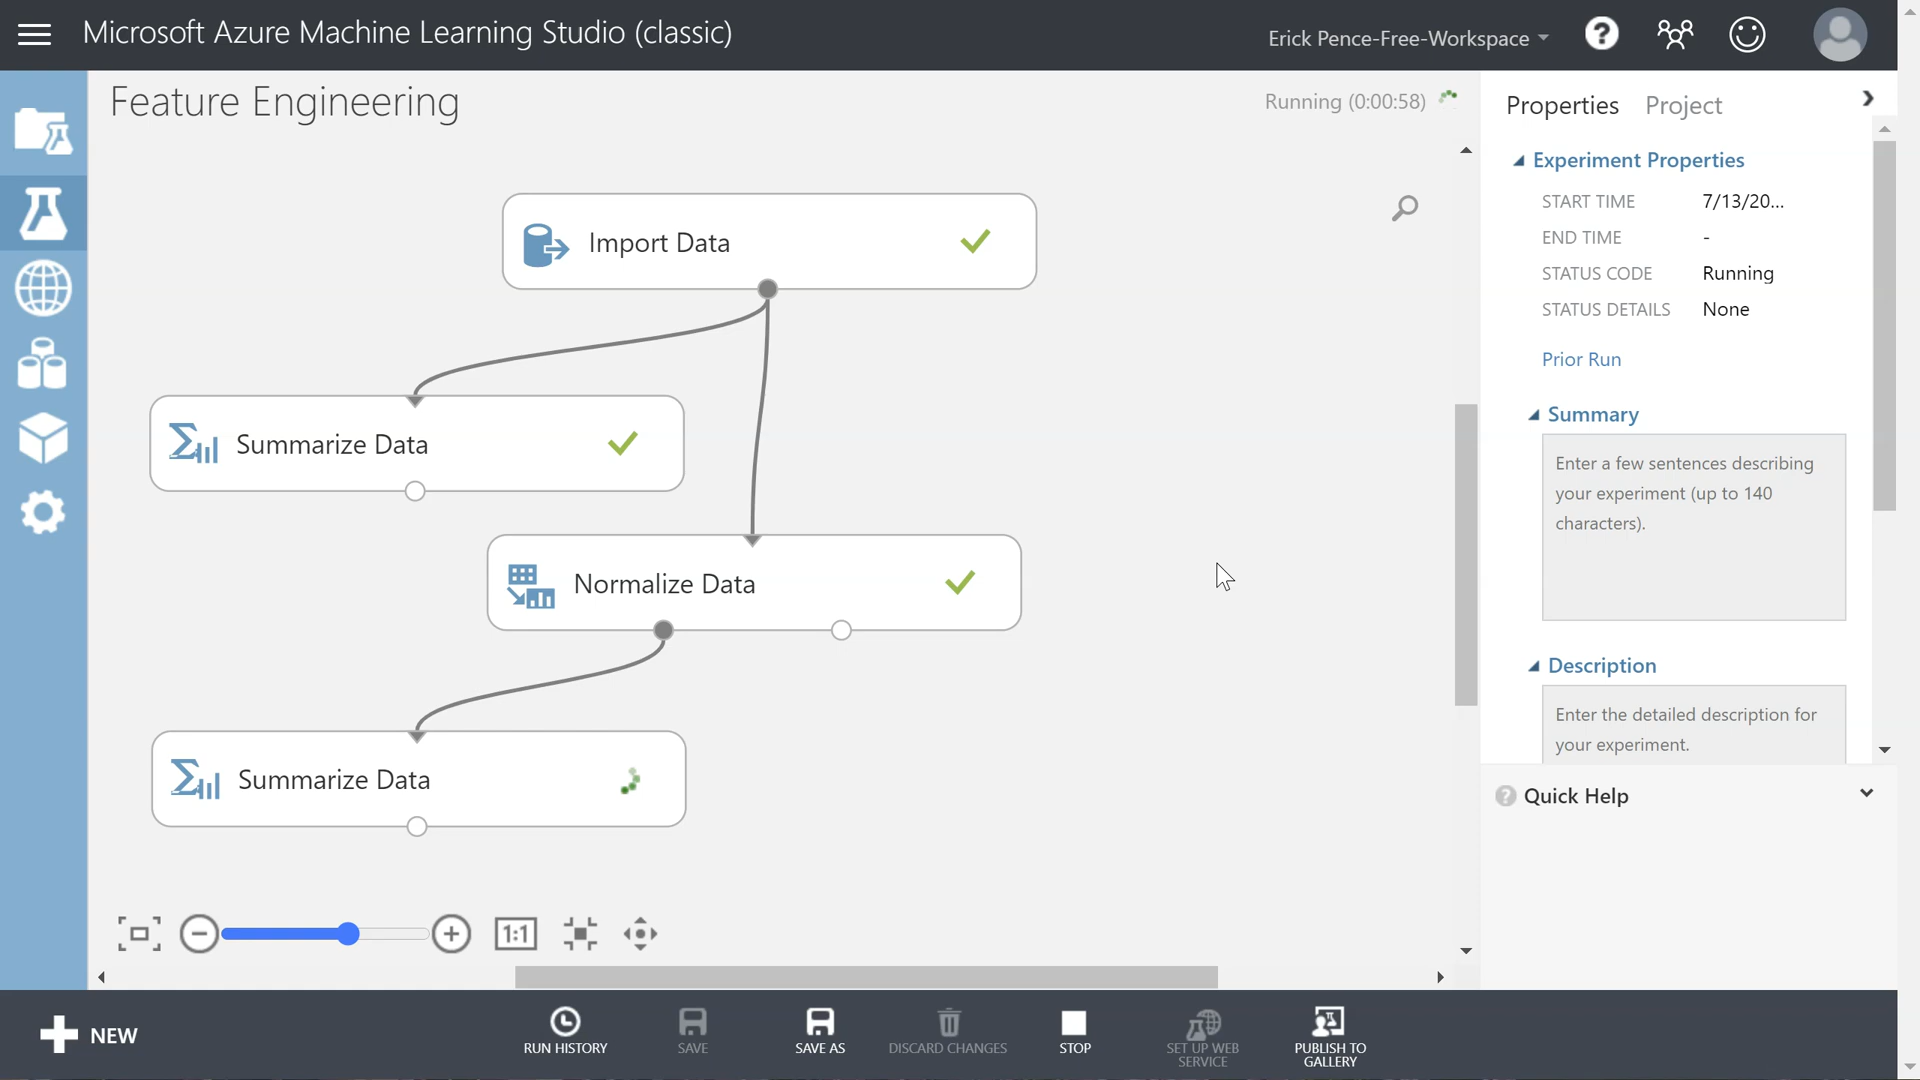 Microsoft Azure Machine Learning Studio (classic)
Erick Pence-Free-Workspace
Feature Engineering
Running (0:00:58)
Import Data
Summarize Data
Normalize Data
Summarize Data
1:1
Properties Project
Experiment Properties
START TIME 7/13/20...
END TIME -
STATUS CODE Running
STATUS DETAILS None
Prior Run
Summary
Enter a few sentences describing
your experiment (up to 140
characters).
Description
Enter the detailed description for
your experiment.
? Quick Help
NEW
RUN HISTORY
SAVE
SAVE AS
DISCARD CHANGES
STOP
SET UP WEB
SERVICE
PUBLISH TO
GALLERY